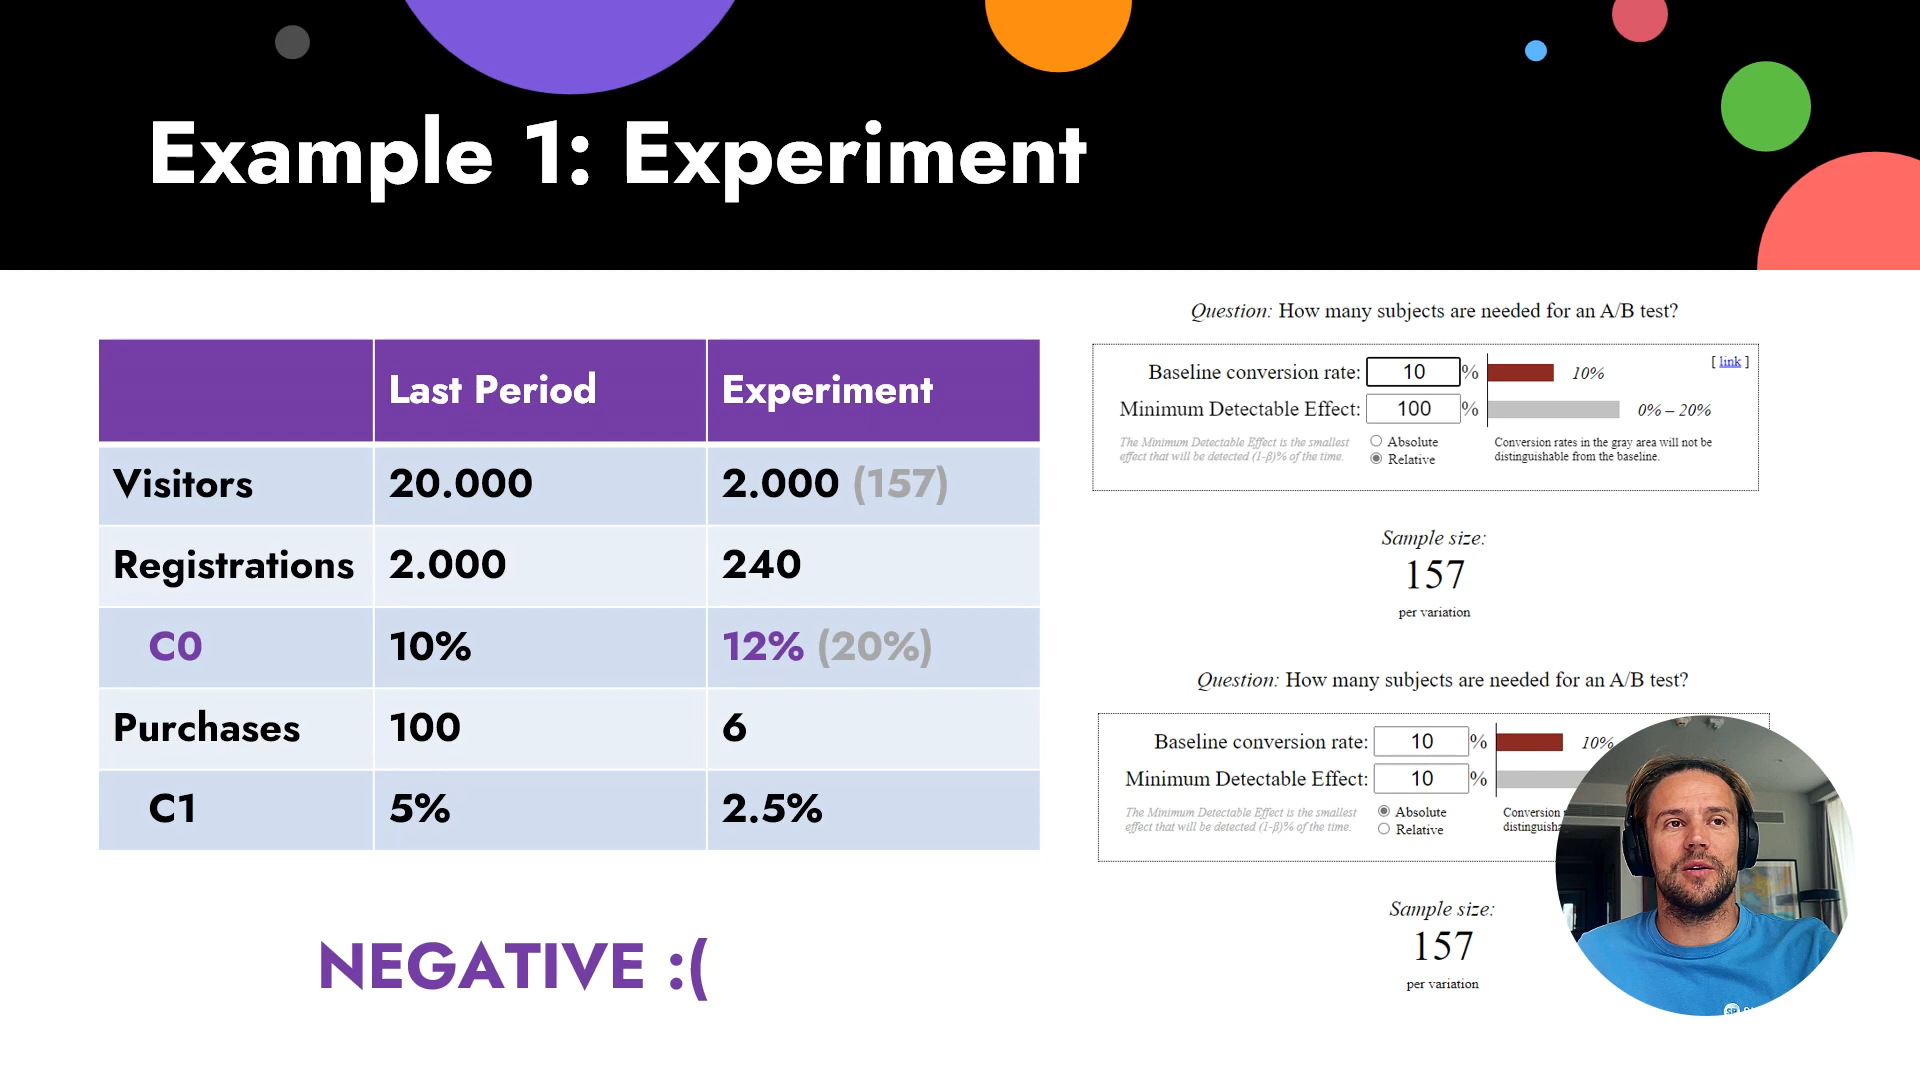 Example 1: Experiment
Last Period Experiment
Visitors 20.000 2.000 (157)
Registrations 2.000 240
C0 10% 12% (20%)
Purchases 100 6
C1 5% 2.5%
NEGATIVE :(
Question: How many subjects are needed for an A/B test?
[ link ]
Baseline conversion rate: 10 % 10%
Minimum Detectable Effect: 100 % 0% – 20%
The Minimum Detectable Effect is the smallest
effect that will be detected (1-β)% of the time.
Absolute
Relative
Conversion rates in the gray area will not be
distinguishable from the baseline.
Sample size:
157
per variation
Question: How many subjects are needed for an A/B test?
Baseline conversion rate: 10 % 10%
Minimum Detectable Effect: 10 %
The Minimum Detectable Effect is the smallest
effect that will be detected (1-β)% of the time.
Absolute
Relative
Conversion
Sample size:
157
per variation